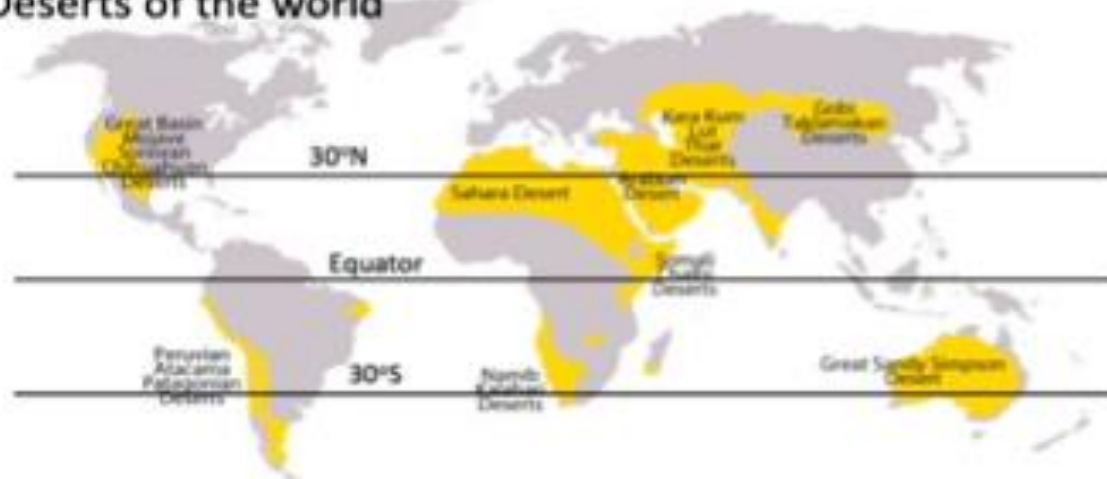 Deserts of the world
Great Basin
Mojave
Sonoran
Chihuahuan
Deserts
30°N
Kara Kum
Lut
Thar
Deserts
Gobi
Taklamakan
Deserts
Sahara Desert
Arabian
Desert
Equator
Somali
Deserts
Peruvian
Atacama
Patagonian
Deserts
30°S
Namib
Kalahari
Deserts
Great Sandy Simpson
Desert